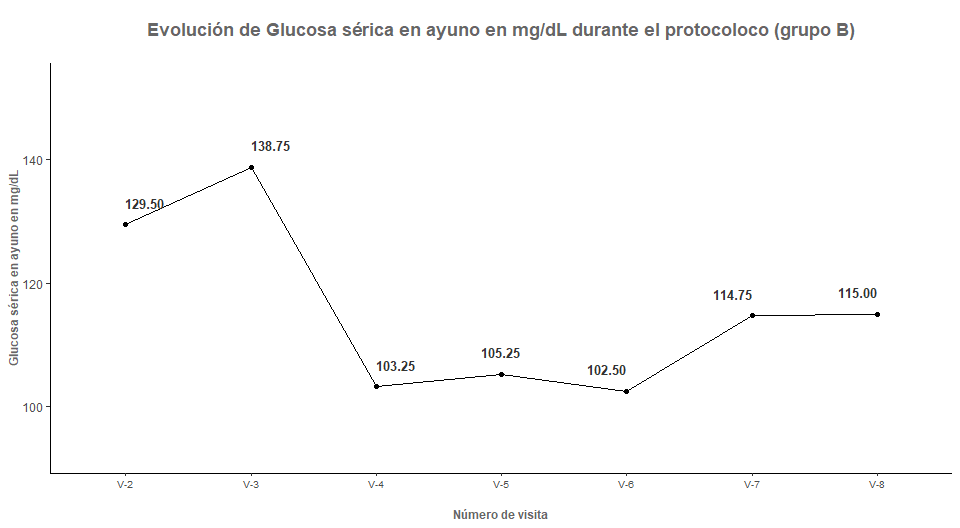 Evolución de Glucosa sérica en ayuno en mg/dL durante el protocoloco (grupo B)
Glucosa sérica en ayuno en mg/dL
140
120
100
129.50
138.75
103.25
105.25
102.50
114.75
115.00
V-2
V-3
V-4
V-5
V-6
V-7
V-8
Número de visita